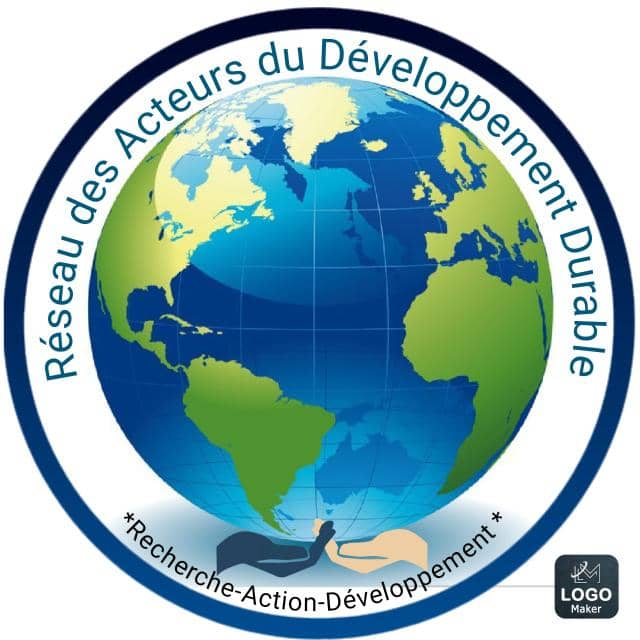 Réseau des Acteurs du Développement Durable
*Recherche-Action-Développement *
LOGO
Maker